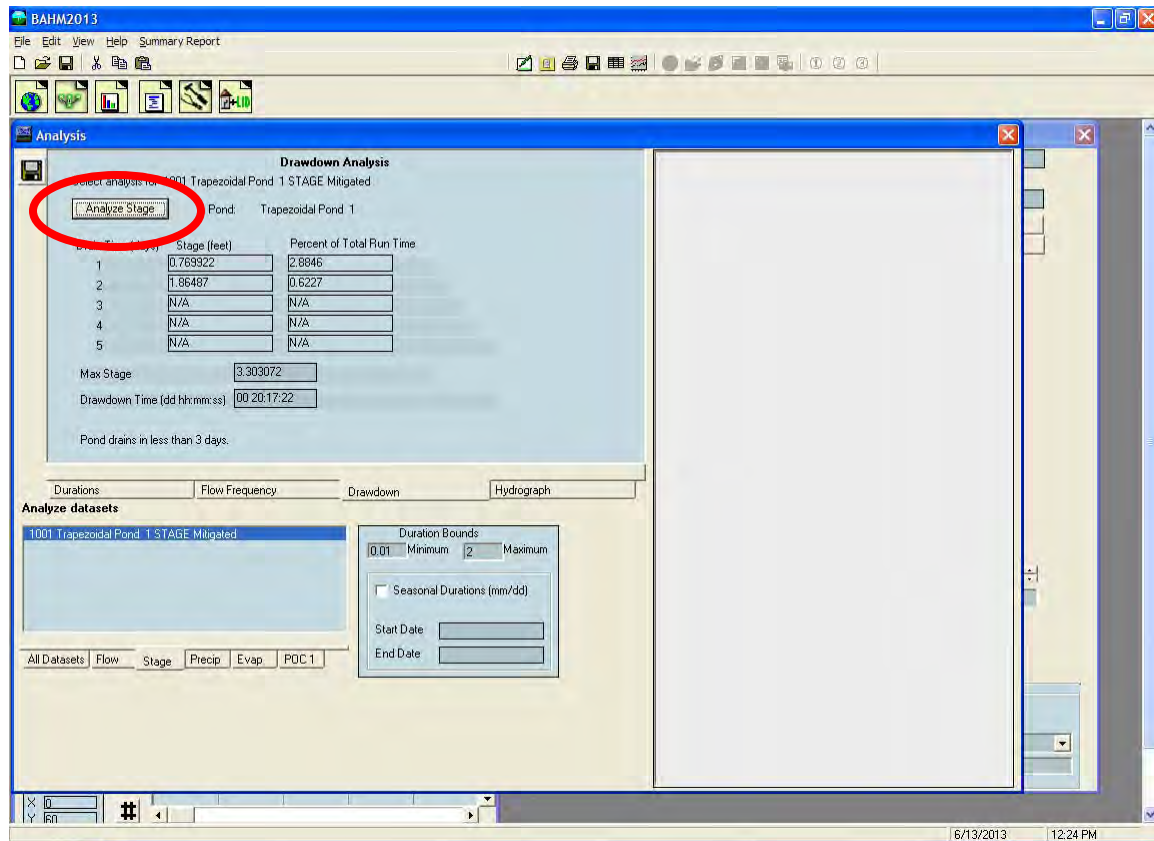 BAHM2013
File Edit View Help Summary Report
+LID
Analysis
Drawdown Analysis
Select analysis for 1001 Trapezoidal Pond 1 STAGE Mitigated
Analyze Stage Pond: Trapezoidal Pond 1
Stage (feet) Percent of Total Run Time
1 0.769922 2.8846
2 1.86487 0.6227
3 N/A N/A
4 N/A N/A
5 N/A N/A
Max Stage 3.303072
Drawdown Time (dd hh:mm:ss) 00 20:17:22
Pond drains in less than 3 days.
Durations Flow Frequency Drawdown Hydrograph
Analyze datasets
1001 Trapezoidal Pond 1 STAGE Mitigated
Duration Bounds
0.01 Minimum 2 Maximum
Seasonal Durations (mm/dd)
Start Date
End Date
All Datasets Flow Stage Precip Evap POC 1
X 0
Y 60
#
6/13/2013 12:24 PM